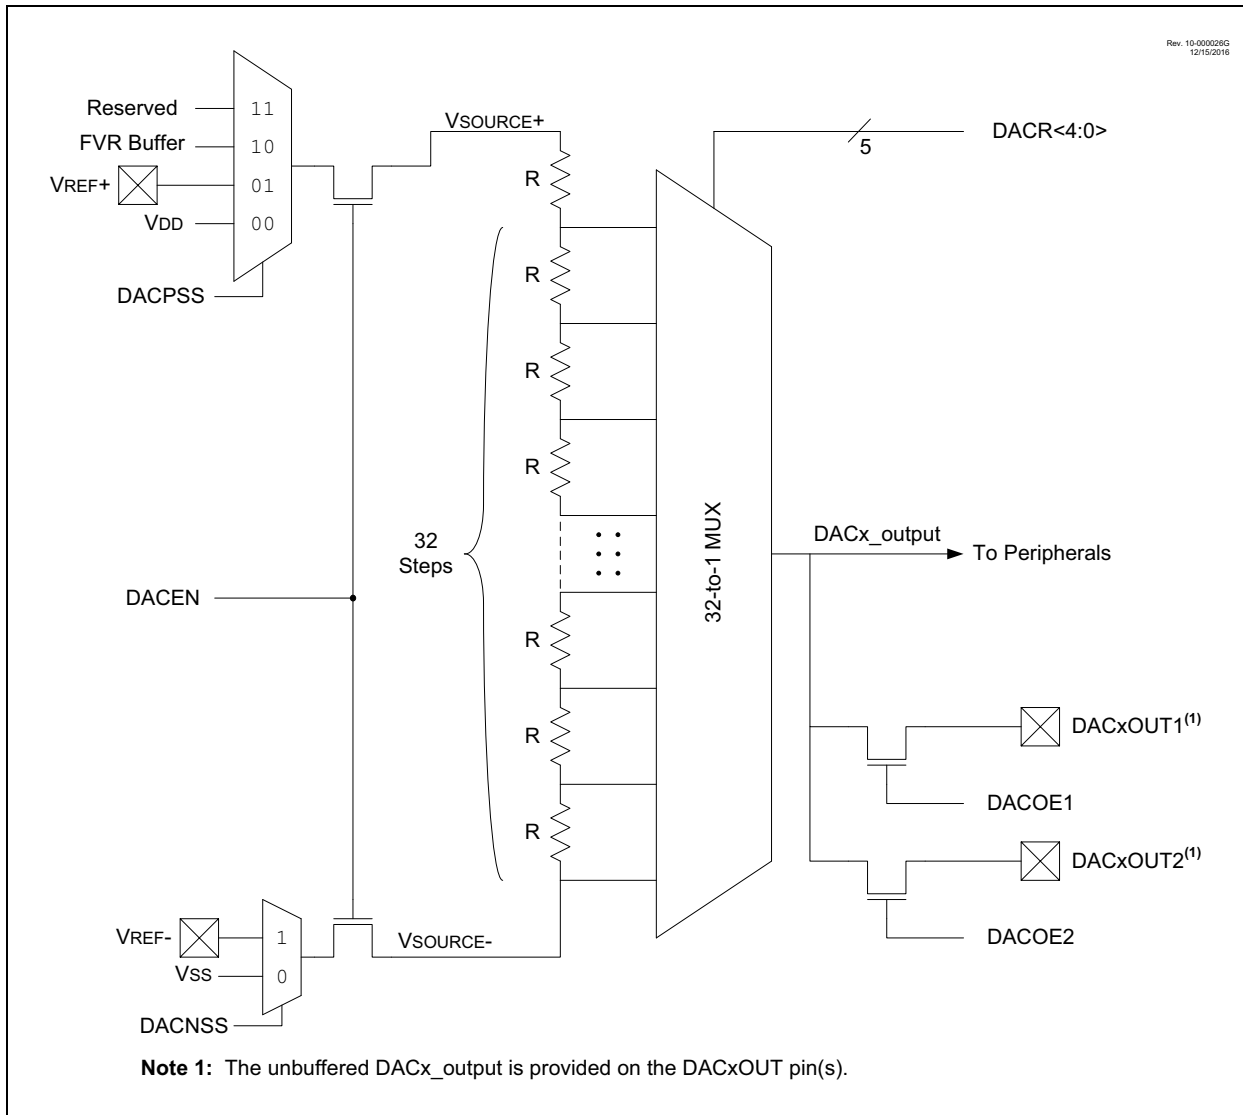 Rev. 10-000026G
12/15/2016
Reserved
11
FVR Buffer
10
VREF+
01
VDD
00
DACPSS
VSOURCE+
R
R
R
R
32
Steps
DACEN
R
R
R
DACR<4:0>
5
32-to-1 MUX
DACx_output
To Peripherals
DACxOUT1(1)
DACOE1
DACxOUT2(1)
DACOE2
VREF-
1
VSS
0
VSOURCE-
DACNSS
Note 1: The unbuffered DACx_output is provided on the DACxOUT pin(s).